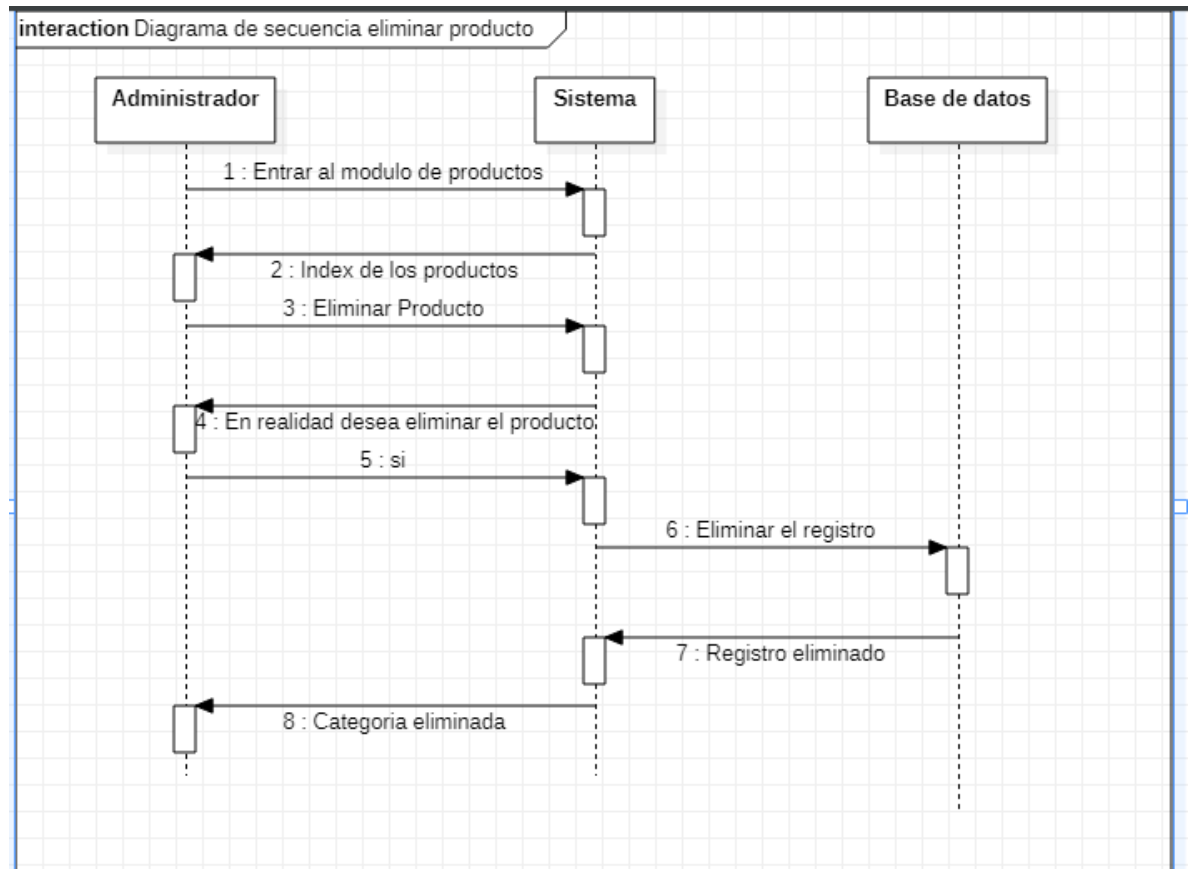 interaction Diagrama de secuencia eliminar producto
Administrador
Sistema
Base de datos
1 : Entrar al modulo de productos
2 : Index de los productos
3 : Eliminar Producto
4 : En realidad desea eliminar el producto
5 : si
6 : Eliminar el registro
7 : Registro eliminado
8 : Categoria eliminada